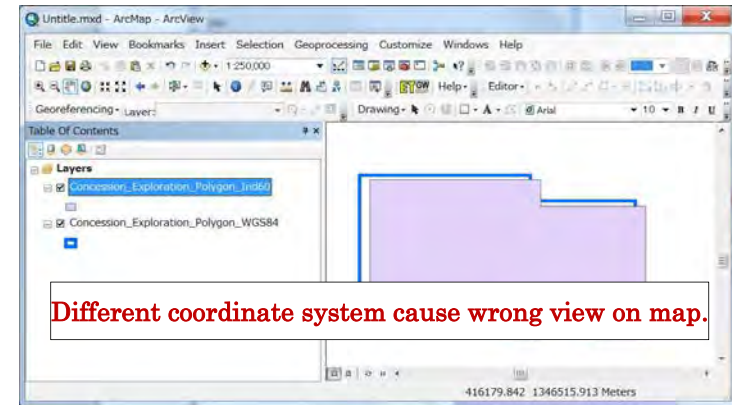 Untitle.mxd - ArcMap - ArcView
File Edit View Bookmarks Insert Selection Geoprocessing Customize Windows Help
1:250,000
Help Editor
Georeferencing Layer: Drawing A Arial 10 B I U
Table Of Contents
Layers
Concession_Exploration_Polygon_Ind60
Concession_Exploration_Polygon_WGS84
Different coordinate system cause wrong view on map.
416179.842 1346515.913 Meters